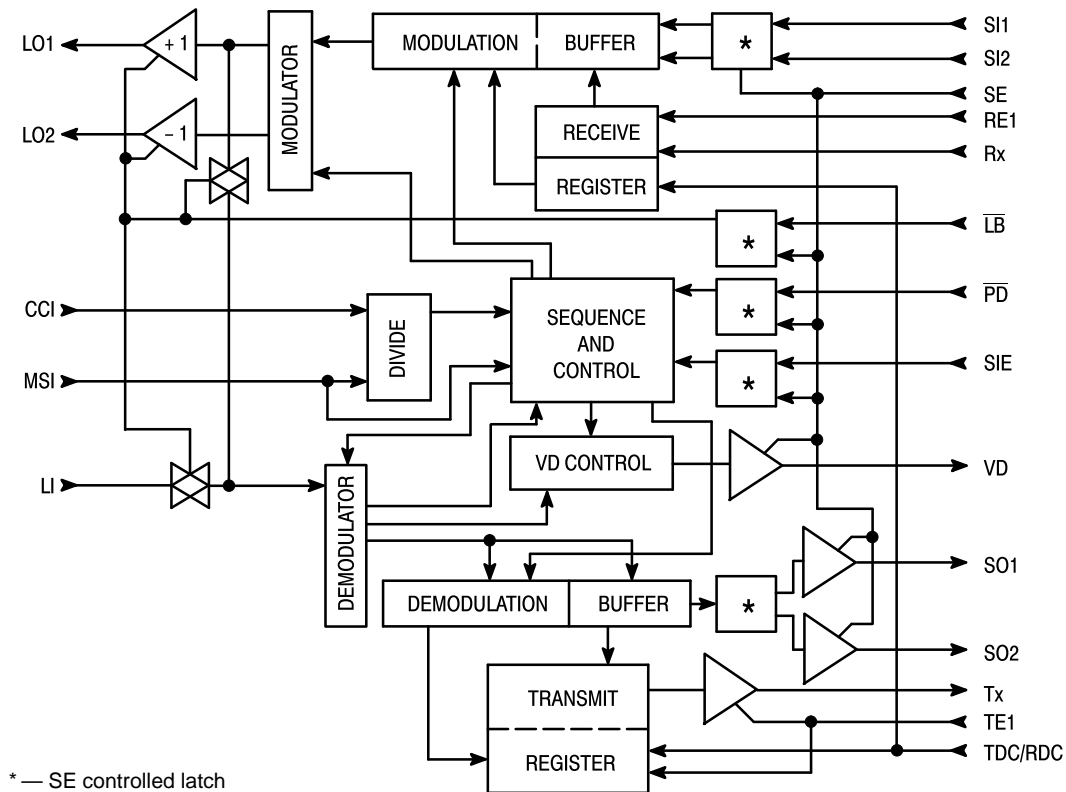 LO1
+ 1
MODULATOR
MODULATION
BUFFER
*
SI1
SI2
SE
LO2
– 1
RECEIVE
REGISTER
RE1
Rx
*
LB
CCI
DIVIDE
SEQUENCE
AND
CONTROL
*
PD
MSI
*
SIE
LI
DEMODULATOR
VD CONTROL
VD
DEMODULATION
BUFFER
*
SO1
SO2
TRANSMIT
REGISTER
Tx
TE1
TDC/RDC
* — SE controlled latch